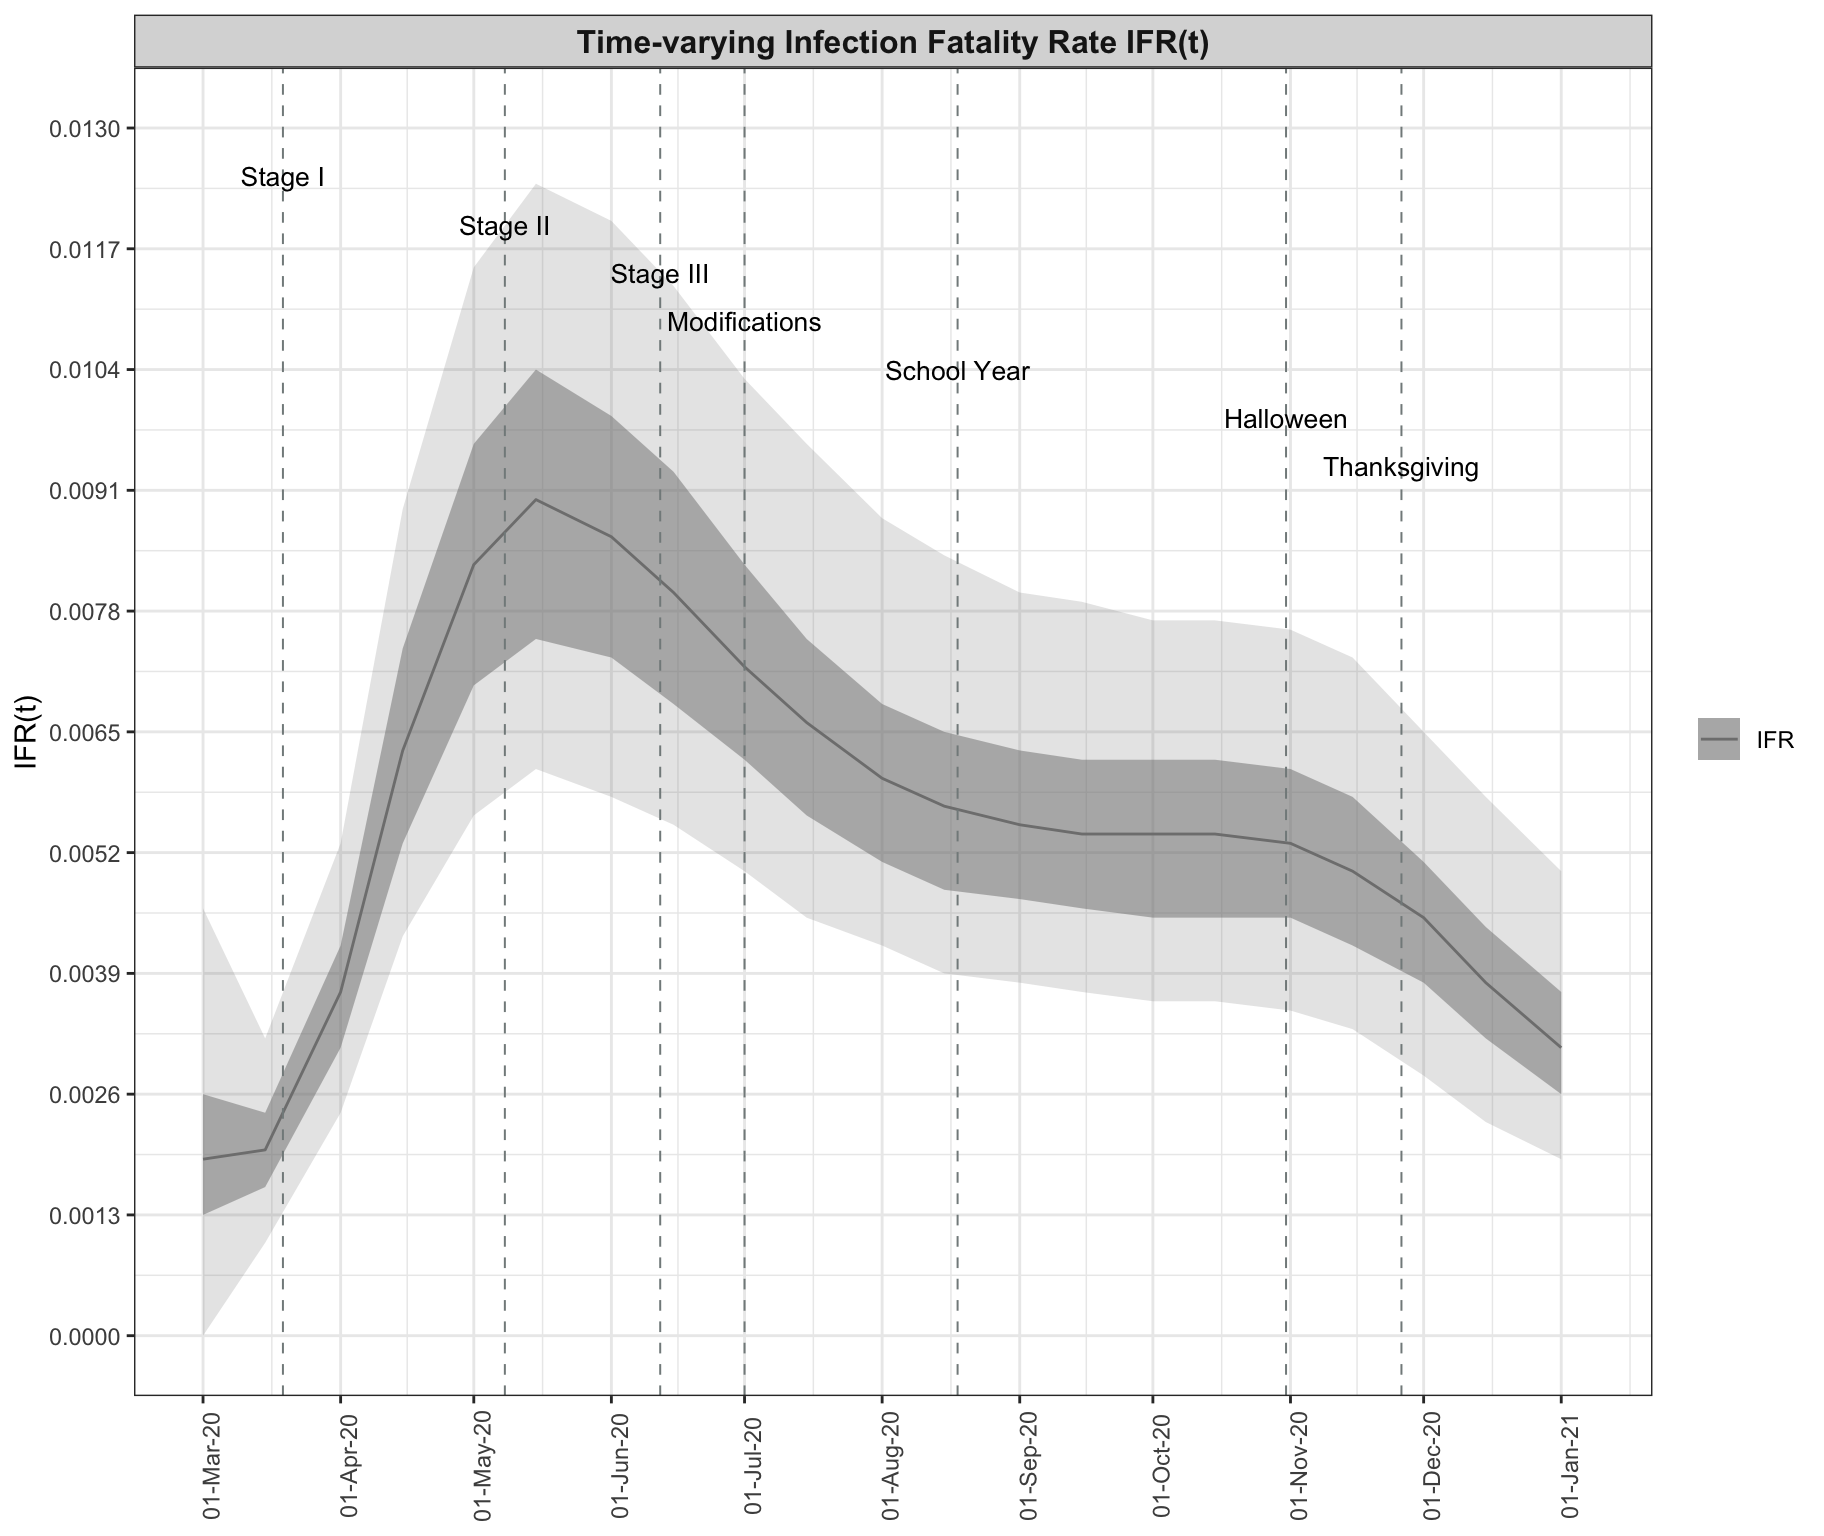 Time-varying Infection Fatality Rate IFR(t)
0.0130
Stage I
Stage II
0.0117
Stage III
Modifications
0.0104
School Year
Halloween
Thanksgiving
0.0091
0.0078
0.0065
IFR(t)
IFR
0.0052
0.0039
0.0026
0.0013
0.0000
01-Mar-20
01-Apr-20
01-May-20
01-Jun-20
01-Jul-20
01-Aug-20
01-Sep-20
01-Oct-20
01-Nov-20
01-Dec-20
01-Jan-21